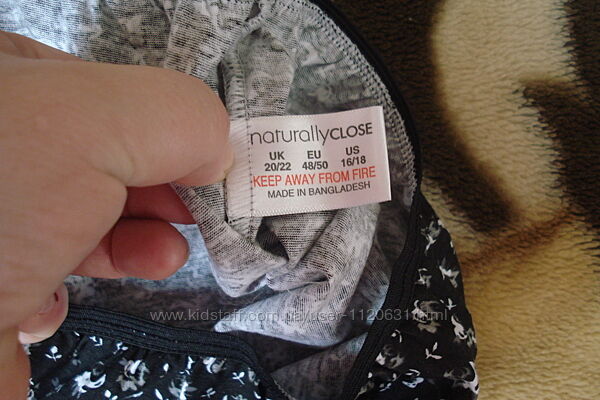 naturallyCLOSE
UK EU US
20/22 48/50 16/18
KEEP AWAY FROM FIRE
MADE IN BANGLADESH